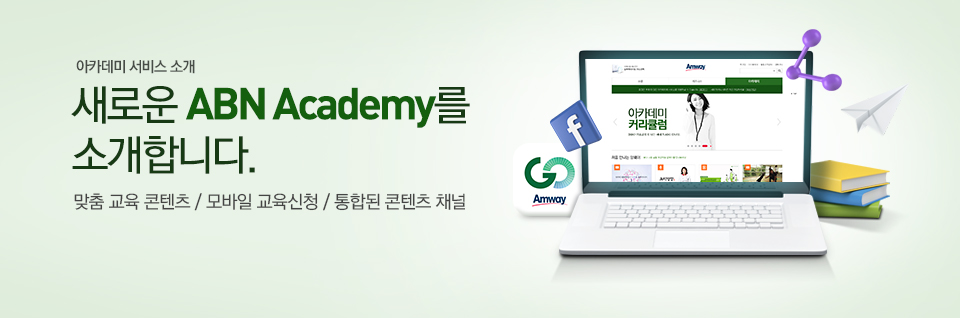 아카데미 서비스 소개
새로운 ABN Academy를
소개합니다.
맞춤 교육 콘텐츠 / 모바일 교육신청 / 통합된 콘텐츠 채널
Amway
아카데미
커리큘럼
f
GO
Amway